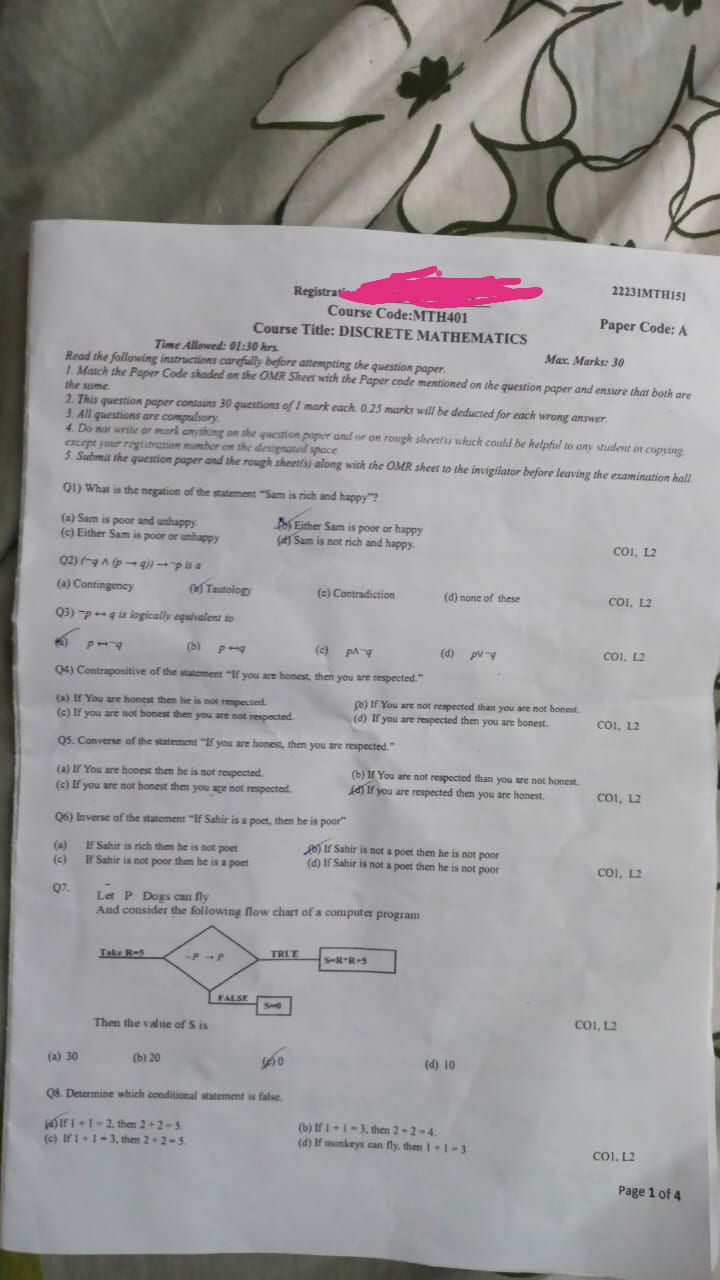 22231MTH151
Course Code:MTH401
Paper Code: A
Course Title: DISCRETE MATHEMATICS
Time Allowed: 01:30 hrs.
Max. Marks: 30
Read the following instructions carefully before attempting the question paper.
1. Match the Paper Code shaded on the OMR Sheet with the Paper code mentioned on the question paper and ensure that both are
the same.
2. This question paper contains 30 questions of 1 mark each. 0.25 marks will be deducted for each wrong answer.
3. All questions are compulsory.
4. Do not write or mark anything on the question paper and or on rough sheet(s) which could be helpful to any student in copying,
except your registration number on the designated space.
5. Submit the question paper and the rough sheet(s) along with the OMR sheet to the invigilator before leaving the examination hall.
Q1) What is the negation of the statement "Sam is rich and happy"?
(a) Sam is poor and unhappy. (b) Either Sam is poor or happy
(c) Either Sam is poor or unhappy (d) Sam is not rich and happy.
CO1, L2
Q2) (¬q ∧ (p → q)) → ¬p is a
(a) Contingency (b) Tautology (c) Contradiction (d) none of these
CO1, L2
Q3) ¬p ↔ q is logically equivalent to
(a) p↔¬q (b) p↔q (c) p∧¬q (d) p∨¬q
CO1, L2
Q4) Contrapositive of the statement "If you are honest, then you are respected."
(a) If You are honest then he is not respected. (b) If You are not respected than you are not honest.
(c) If you are not honest then you are not respected. (d) If you are respected then you are honest.
CO1, L2
Q5. Converse of the statement "If you are honest, then you are respected."
(a) If You are honest then he is not respected. (b) If You are not respected than you are not honest.
(c) If you are not honest then you are not respected. (d) If you are respected then you are honest.
CO1, L2
Q6) Inverse of the statement "If Sahir is a poet, then he is poor"
(a) If Sahir is rich then he is not poet (b) If Sahir is not a poet then he is not poor
(c) If Sahir is not poor then he is a poet (d) If Sahir is not a poet then he is not poor
CO1, L2
Q7. Let P: Dogs can fly
And consider the following flow chart of a computer program
Take R=5 ~P → P TRUE S=R*R+5
FALSE S=0
Then the value of S is
CO1, L2
(a) 30 (b) 20 (c) 0 (d) 10
Q8. Determine which conditional statement is false.
(a) If 1 + 1 = 2, then 2 + 2 = 5. (b) If 1 + 1 = 3, then 2 + 2 = 4.
(c) If 1 + 1 = 3, then 2 + 2 = 5. (d) If monkeys can fly, then 1 + 1 = 3
CO1, L2
Page 1 of 4